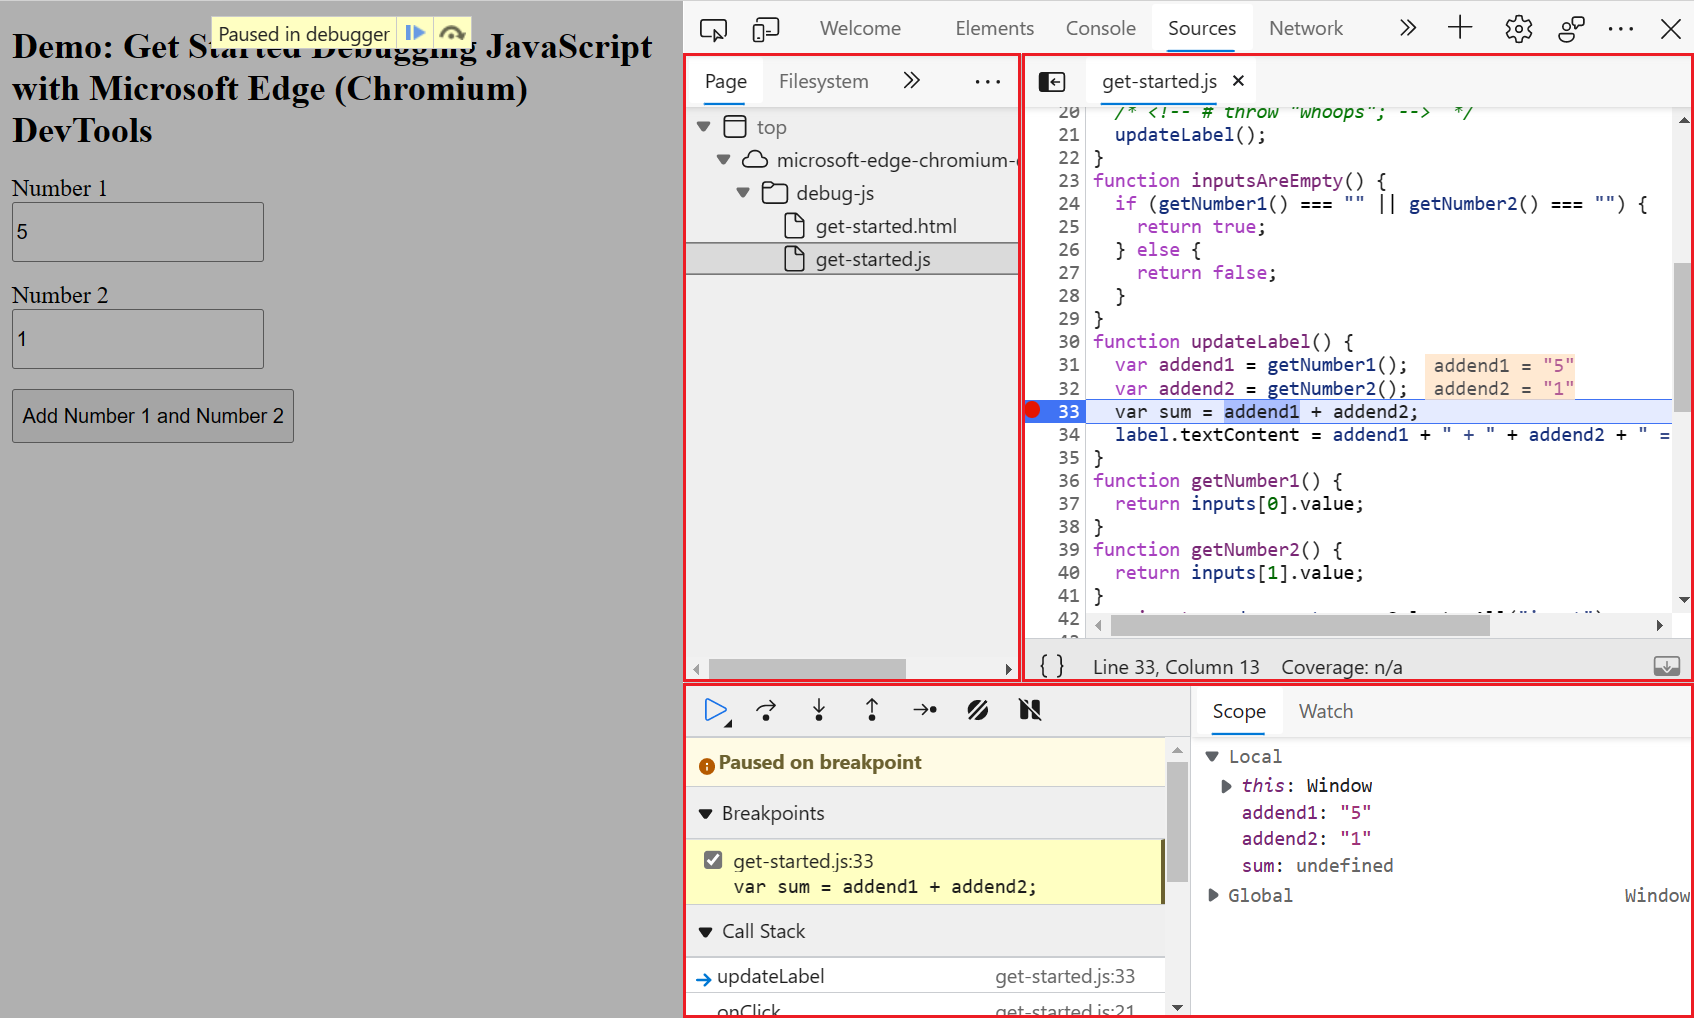 Paused in debugger
Demo: Get Started Debugging JavaScript
with Microsoft Edge (Chromium)
DevTools
Number 1
5
Number 2
1
Add Number 1 and Number 2
Welcome Elements Console Sources Network
Page Filesystem
top
microsoft-edge-chromium-
debug-js
get-started.html
get-started.js
get-started.js
20 /* <!-- # throw "whoops"; --> */
21 updateLabel();
22 }
23 function inputsAreEmpty() {
24 if (getNumber1() === "" || getNumber2() === "") {
25 return true;
26 } else {
27 return false;
28 }
29 }
30 function updateLabel() {
31 var addend1 = getNumber1(); addend1 = "5"
32 var addend2 = getNumber2(); addend2 = "1"
33 var sum = addend1 + addend2;
34 label.textContent = addend1 + " + " + addend2 + " =
35 }
36 function getNumber1() {
37 return inputs[0].value;
38 }
39 function getNumber2() {
40 return inputs[1].value;
41 }
42
{ } Line 33, Column 13 Coverage: n/a
Paused on breakpoint
Breakpoints
get-started.js:33
var sum = addend1 + addend2;
Call Stack
updateLabel get-started.js:33
onClick get-started.js:21
Scope Watch
Local
this: Window
addend1: "5"
addend2: "1"
sum: undefined
Global Window